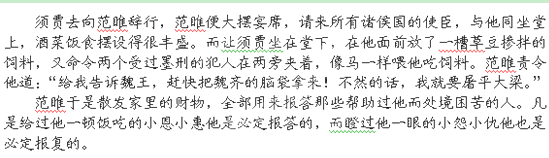 须贾去向范雎辞行，范雎便大摆宴席，请来所有诸侯国的使臣，与他同坐堂
上，酒菜饭食摆设得很丰盛。而让须贾坐在堂下，在他面前放了一槽草豆掺拌的
饲料，又命令两个受过墨刑的犯人在两旁夹着，像马一样喂他吃饲料。范雎责令
他道：“给我告诉魏王，赶快把魏齐的脑袋拿来！不然的话，我就要屠平大梁。”
范雎于是散发家里的财物，全部用来报答那些帮助过他而处境困苦的人。凡
是给过他一顿饭吃的小恩小惠他是必定报答的，而瞪过他一眼的小怨小仇他也是
必定报复的。